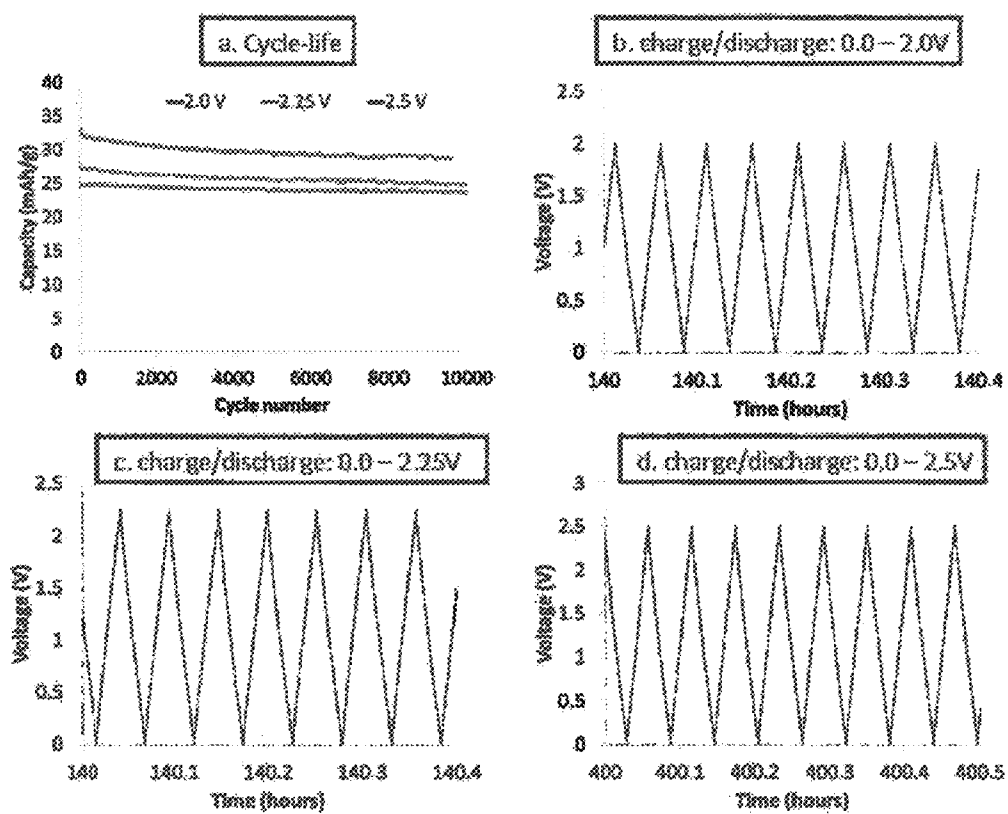 a. Cycle-life
40
35
30
25
20
15
10
5
0
—2.0 V —2.25 V —2.5 V
Capacity (mAh/g)
0 2000 4000 6000 8000 10000
Cycle number
b. charge/discharge: 0.0 – 2.0V
2.5
2
1.5
1
0.5
0
Voltage (V)
140 140.1 140.2 140.3 140.4
Time (hours)
c. charge/discharge: 0.0 – 2.25V
2.5
2
1.5
1
0.5
0
Voltage (V)
140 140.1 140.2 140.3 140.4
Time (hours)
d. charge/discharge: 0.0 – 2.5V
3
2.5
2
1.5
1
0.5
0
Voltage (V)
400 400.1 400.2 400.3 400.4 400.5
Time (hours)